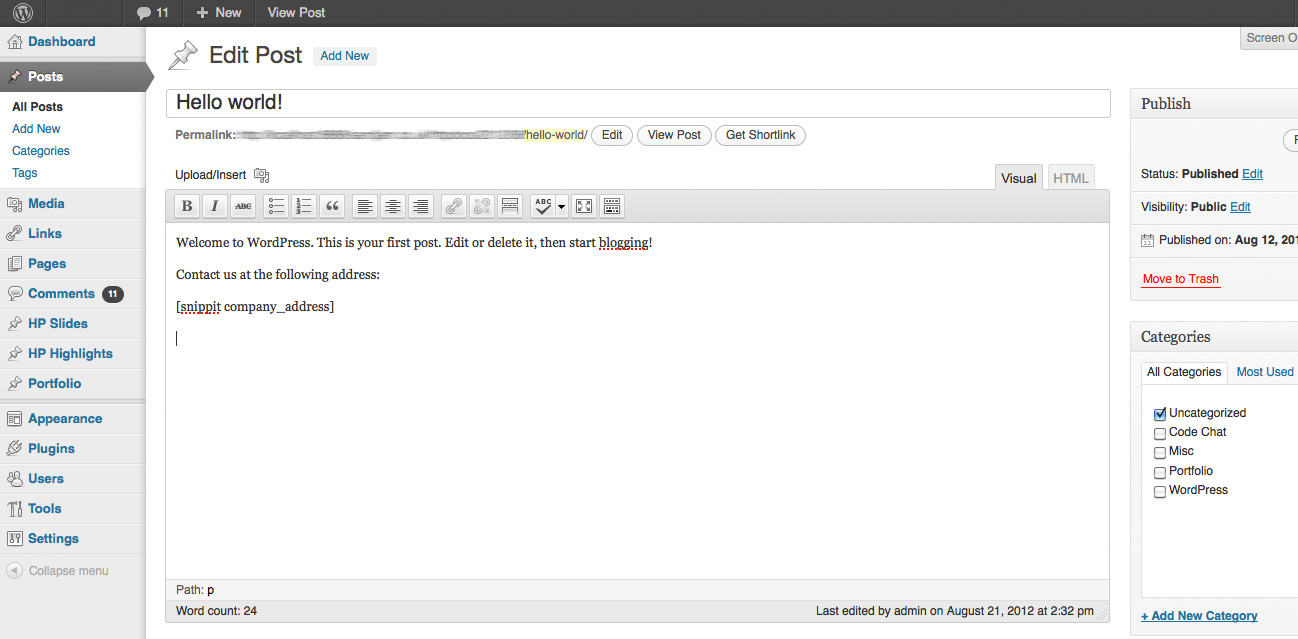 11 New View Post
Screen O
Dashboard
Posts
All Posts
Add New
Categories
Tags
Media
Links
Pages
Comments 11
HP Slides
HP Highlights
Portfolio
Appearance
Plugins
Users
Tools
Settings
Collapse menu
Edit Post Add New
Hello world!
Permalink: /hello-world/ Edit View Post Get Shortlink
Upload/Insert
Visual HTML
B I ABC ABC
Welcome to WordPress. This is your first post. Edit or delete it, then start blogging!
Contact us at the following address:
[snippit company_address]
Path: p
Word count: 24 Last edited by admin on August 21, 2012 at 2:32 pm
Publish
Status: Published Edit
Visibility: Public Edit
Published on: Aug 12, 201
Move to Trash
Categories
All Categories Most Used
Uncategorized
Code Chat
Misc
Portfolio
WordPress
+ Add New Category